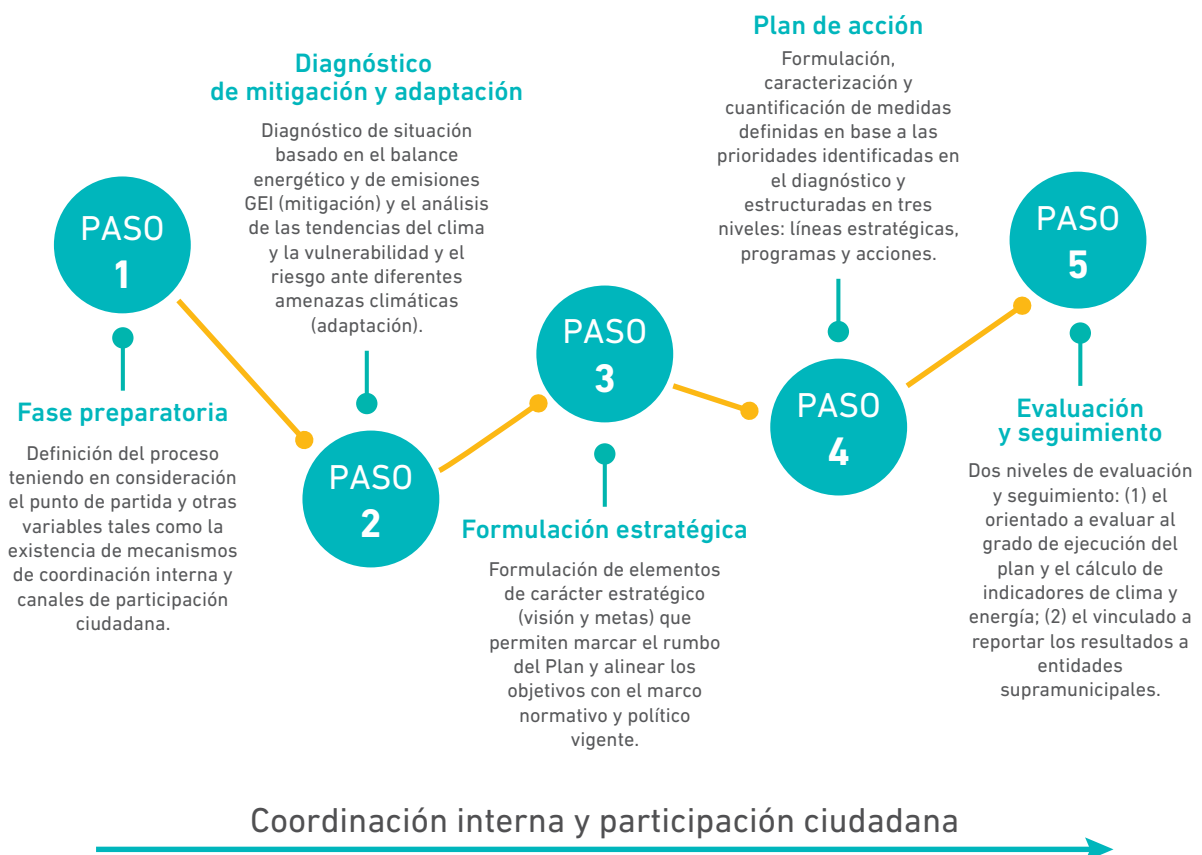 PASO
1
Fase preparatoria
Definición del proceso
teniendo en consideración
el punto de partida y otras
variables tales como la
existencia de mecanismos
de coordinación interna y
canales de participación
ciudadana.
Diagnóstico
de mitigación y adaptación
Diagnóstico de situación
basado en el balance
energético y de emisiones
GEI (mitigación) y el análisis
de las tendencias del clima
y la vulnerabilidad y el
riesgo ante diferentes
amenazas climáticas
(adaptación).
PASO
2
PASO
3
Formulación estratégica
Formulación de elementos
de carácter estratégico
(visión y metas) que
permiten marcar el rumbo
del Plan y alinear los
objetivos con el marco
normativo y político
vigente.
Plan de acción
Formulación,
caracterización y
cuantificación de medidas
definidas en base a las
prioridades identificadas en
el diagnóstico y
estructuradas en tres
niveles: líneas estratégicas,
programas y acciones.
PASO
4
PASO
5
Evaluación
y seguimiento
Dos niveles de evaluación
y seguimiento: (1) el
orientado a evaluar al
grado de ejecución del
plan y el cálculo de
indicadores de clima y
energía; (2) el vinculado a
reportar los resultados a
entidades
supramunicipales.
Coordinación interna y participación ciudadana